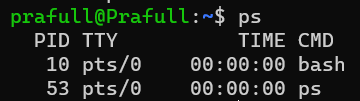 prafull@Prafull:~$ ps
  PID TTY          TIME CMD
   10 pts/0    00:00:00 bash
   53 pts/0    00:00:00 ps